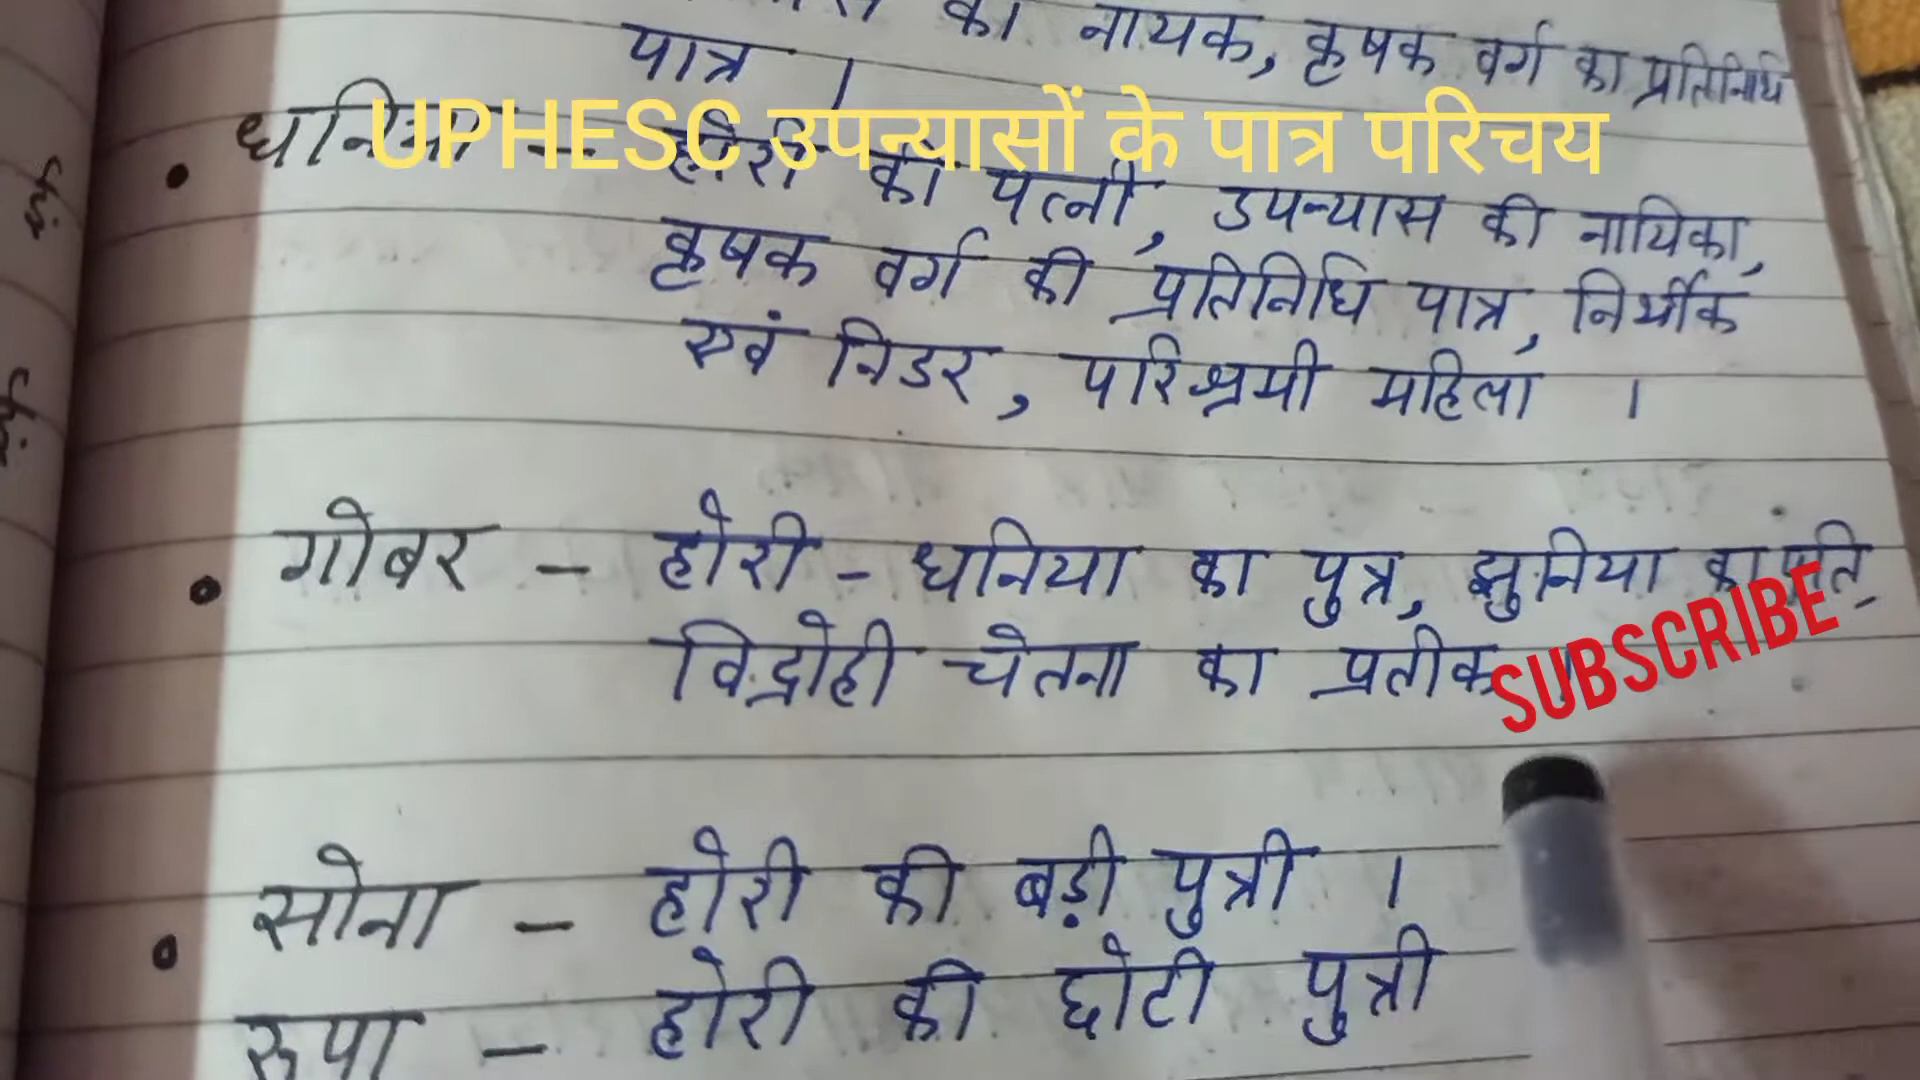 का नायक, कृषक वर्ग का प्रतिनिधि
पात्र ।
UPHESC उपन्यासों के पात्र परिचय
• धनिया – होरी की पत्नी, उपन्यास की नायिका,
कृषक वर्ग की प्रतिनिधि पात्र, निर्भीक
एवं निडर, परिश्रमी महिला ।
• गोबर – होरी - धनिया का पुत्र, झुनिया का पति,
विद्रोही चेतना का प्रतीक
SUBSCRIBE
• सोना – होरी की बड़ी पुत्री ।
रूपा – होरी की छोटी पुत्री